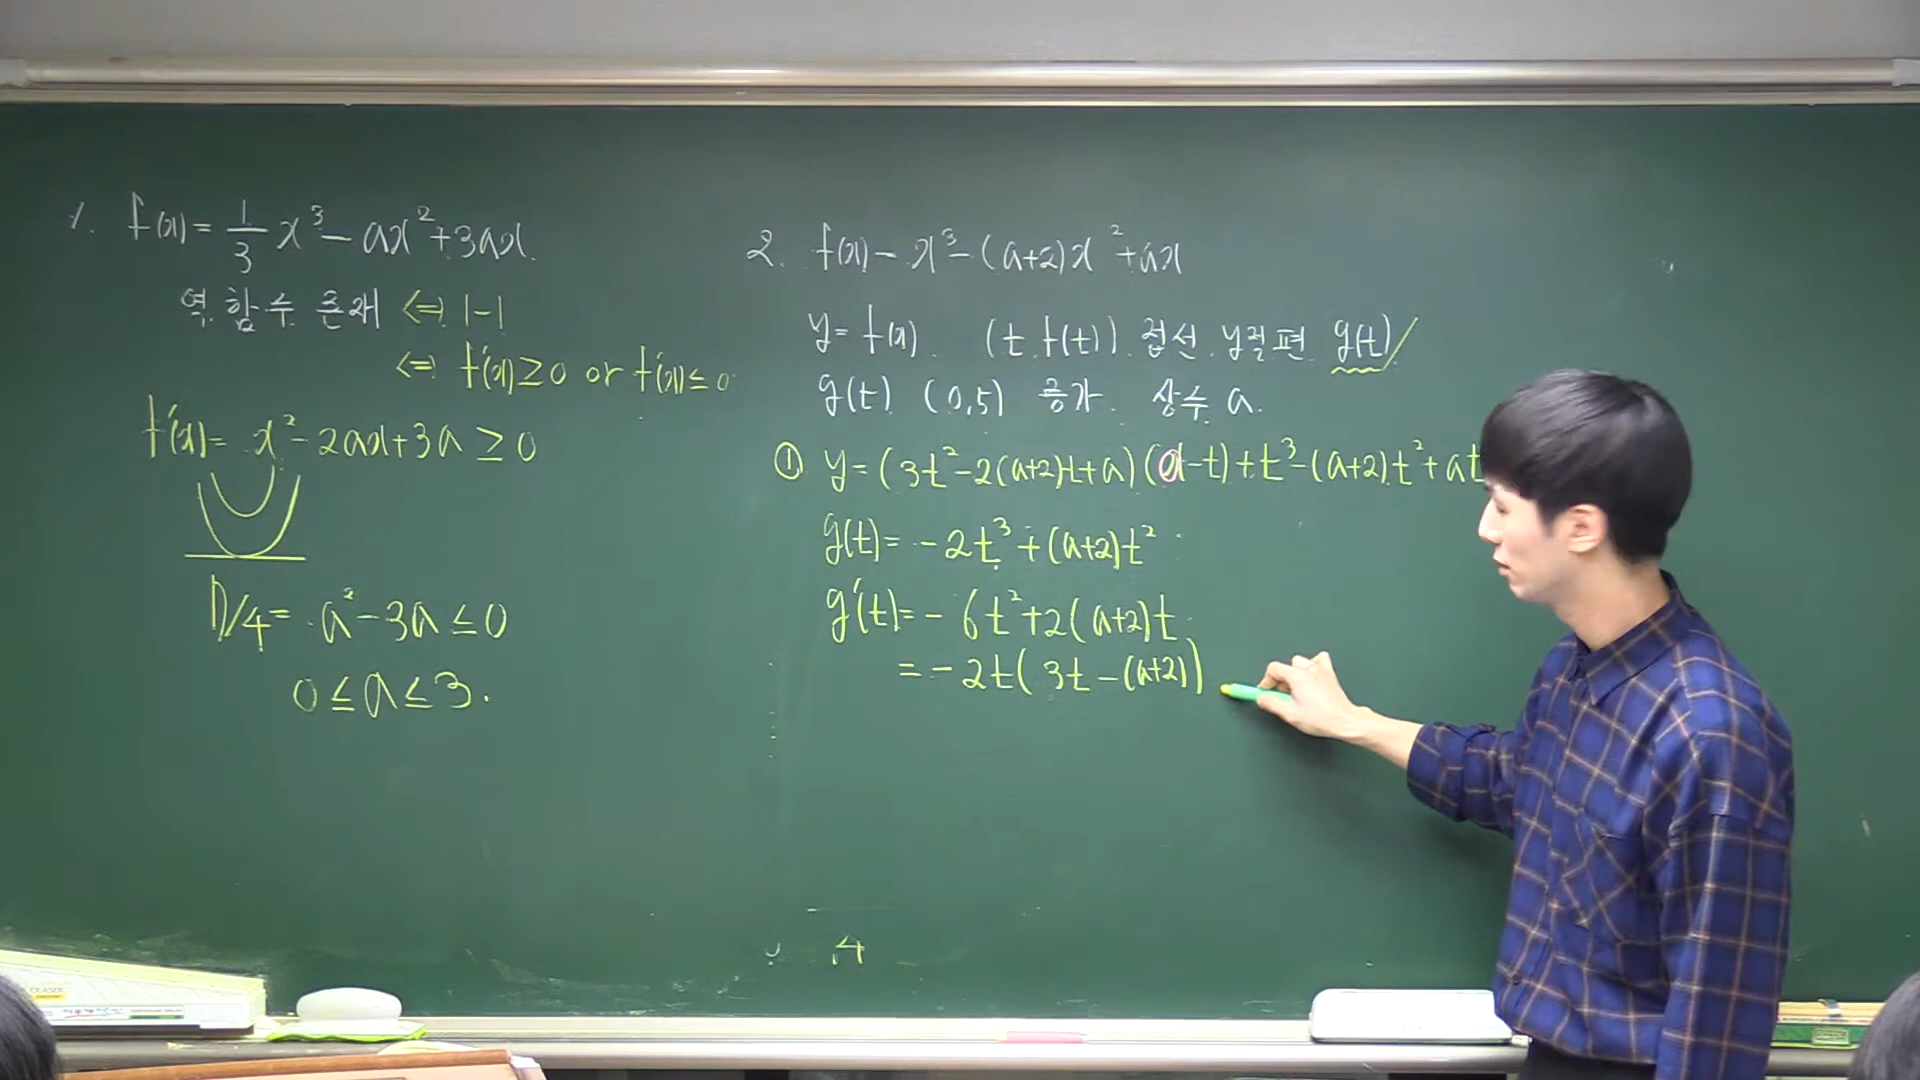 1. f(x) = 1/3 x³ - ax² + 3ax.
역함수 존재 ⇔ 1-1
⇔ f'(x) ≥ 0 or f'(x) ≤ 0
f'(x) = x² - 2ax + 3a ≥ 0
D/4 = a² - 3a ≤ 0
0 ≤ a ≤ 3.
2. f(x) = x³ - (a+2)x² + ax
y = f(x). (t, f(t)). 접선. y절편. g(t)
g(t) (0,5) 증가. 상수 a.
① y = (3t² - 2(a+2)t + a)(x-t) + t³ - (a+2)t² + at
g(t) = -2t³ + (a+2)t²
g'(t) = -6t² + 2(a+2)t
= -2t(3t - (a+2))
4